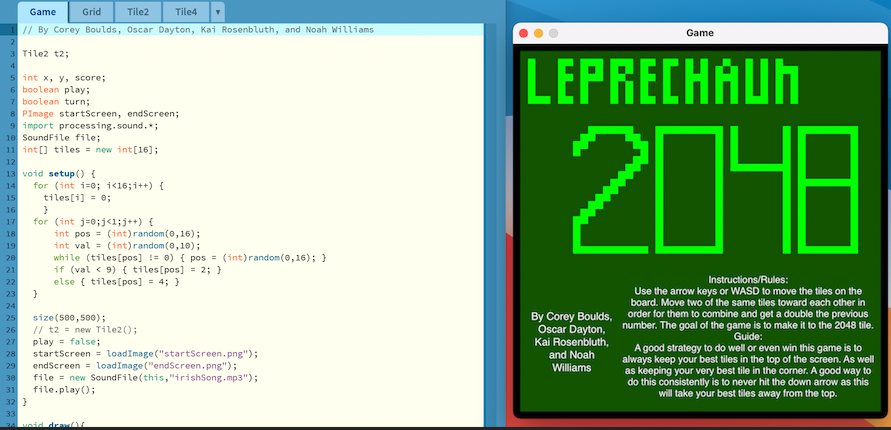 Game Grid Tile2 Tile4 ▼
1 // By Corey Boulds, Oscar Dayton, Kai Rosenbluth, and Noah Williams
2
3 Tile2 t2;
4
5 int x, y, score;
6 boolean play;
7 boolean turn;
8 PImage startScreen, endScreen;
9 import processing.sound.*;
10 SoundFile file;
11 int[] tiles = new int[16];
12
13 void setup() {
14 for (int i=0; i<16;i++) {
15 tiles[i] = 0;
16 }
17 for (int j=0;j<1;j++) {
18 int pos = (int)random(0,16);
19 int val = (int)random(0,10);
20 while (tiles[pos] != 0) { pos = (int)random(0,16); }
21 if (val < 9) { tiles[pos] = 2; }
22 else { tiles[pos] = 4; }
23 }
24
25 size(500,500);
26 // t2 = new Tile2();
27 play = false;
28 startScreen = loadImage("startScreen.png");
29 endScreen = loadImage("endScreen.png");
30 file = new SoundFile(this,"irishSong.mp3");
31 file.play();
32 }
33
34 void draw(){
Game
LEPRECHAUN
2048
By Corey Boulds,
Oscar Dayton,
Kai Rosenbluth,
and Noah
Williams
Instructions/Rules:
Use the arrow keys or WASD to move the tiles on the
board. Move two of the same tiles toward each other in
order for them to combine and get a double the previous
number. The goal of the game is to make it to the 2048 tile.
Guide:
A good strategy to do well or even win this game is to
always keep your best tiles in the top of the screen. As well
as keeping your very best tile in the corner. A good way to
do this consistently is to never hit the down arrow as this
will take your best tiles away from the top.